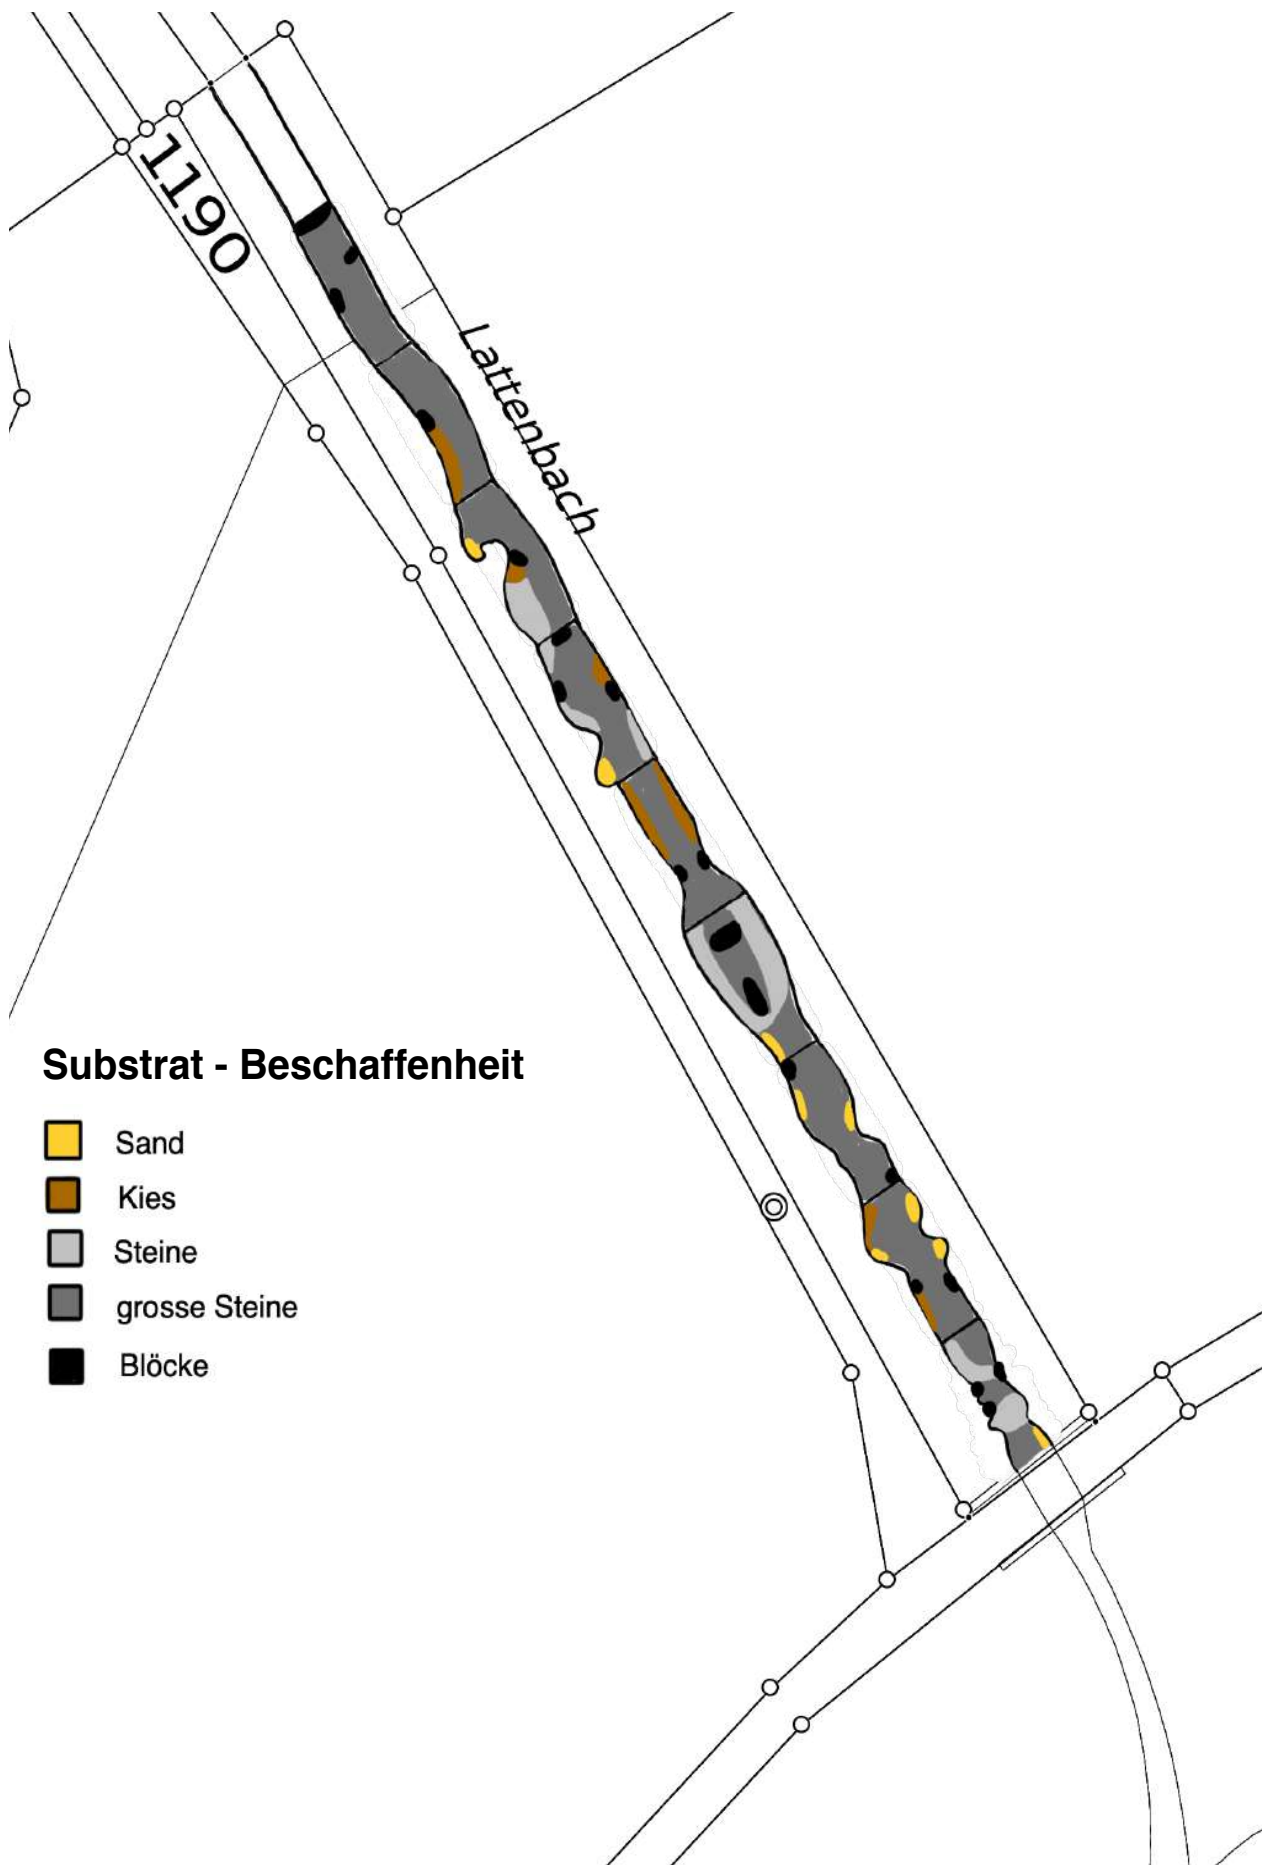 1190
Lattenbach
Substrat - Beschaffenheit
Sand
Kies
Steine
grosse Steine
Blöcke